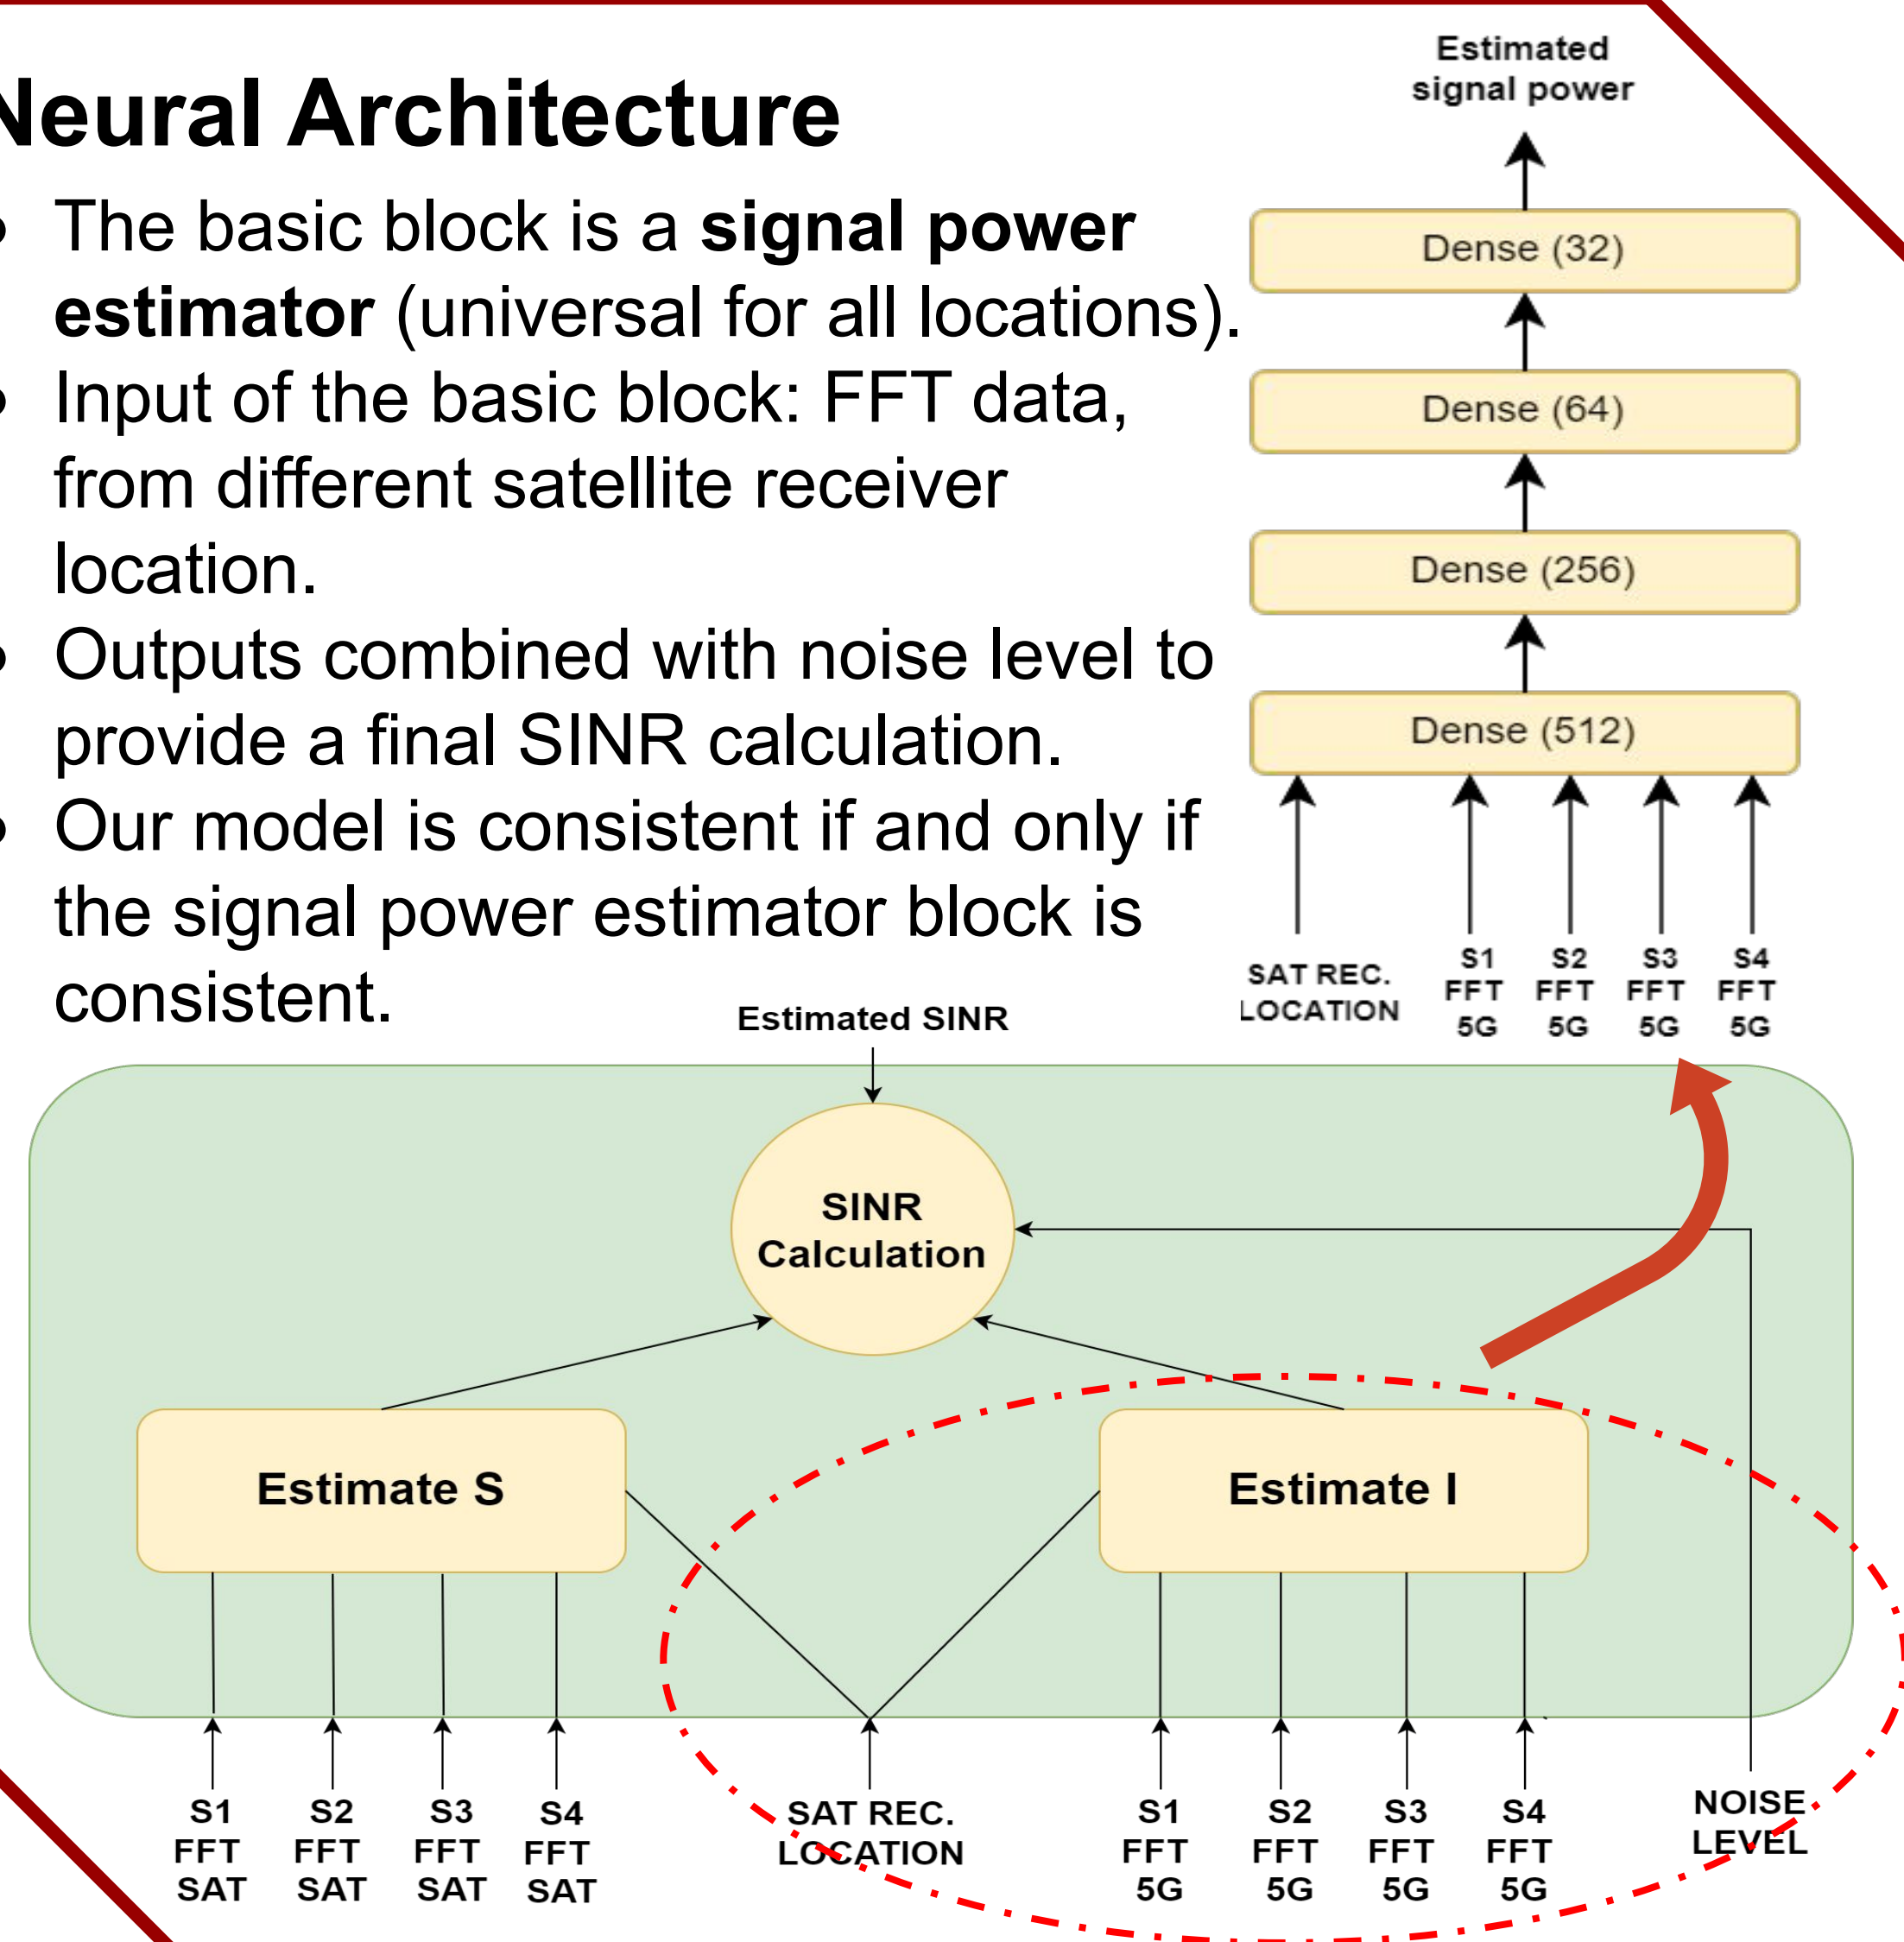 Neural Architecture
The basic block is a signal power
estimator (universal for all locations).
Input of the basic block: FFT data,
from different satellite receiver
location.
Outputs combined with noise level to
provide a final SINR calculation.
Our model is consistent if and only if
the signal power estimator block is
consistent.
Estimated
signal power
Dense (32)
Dense (64)
Dense (256)
Dense (512)
SAT REC.
LOCATION
S1
FFT
5G
S2
FFT
5G
S3
FFT
5G
S4
FFT
5G
Estimated SINR
SINR
Calculation
Estimate S
Estimate I
S1
FFT
SAT
S2
FFT
SAT
S3
FFT
SAT
S4
FFT
SAT
SAT REC.
LOCATION
S1
FFT
5G
S2
FFT
5G
S3
FFT
5G
S4
FFT
5G
NOISE
LEVEL